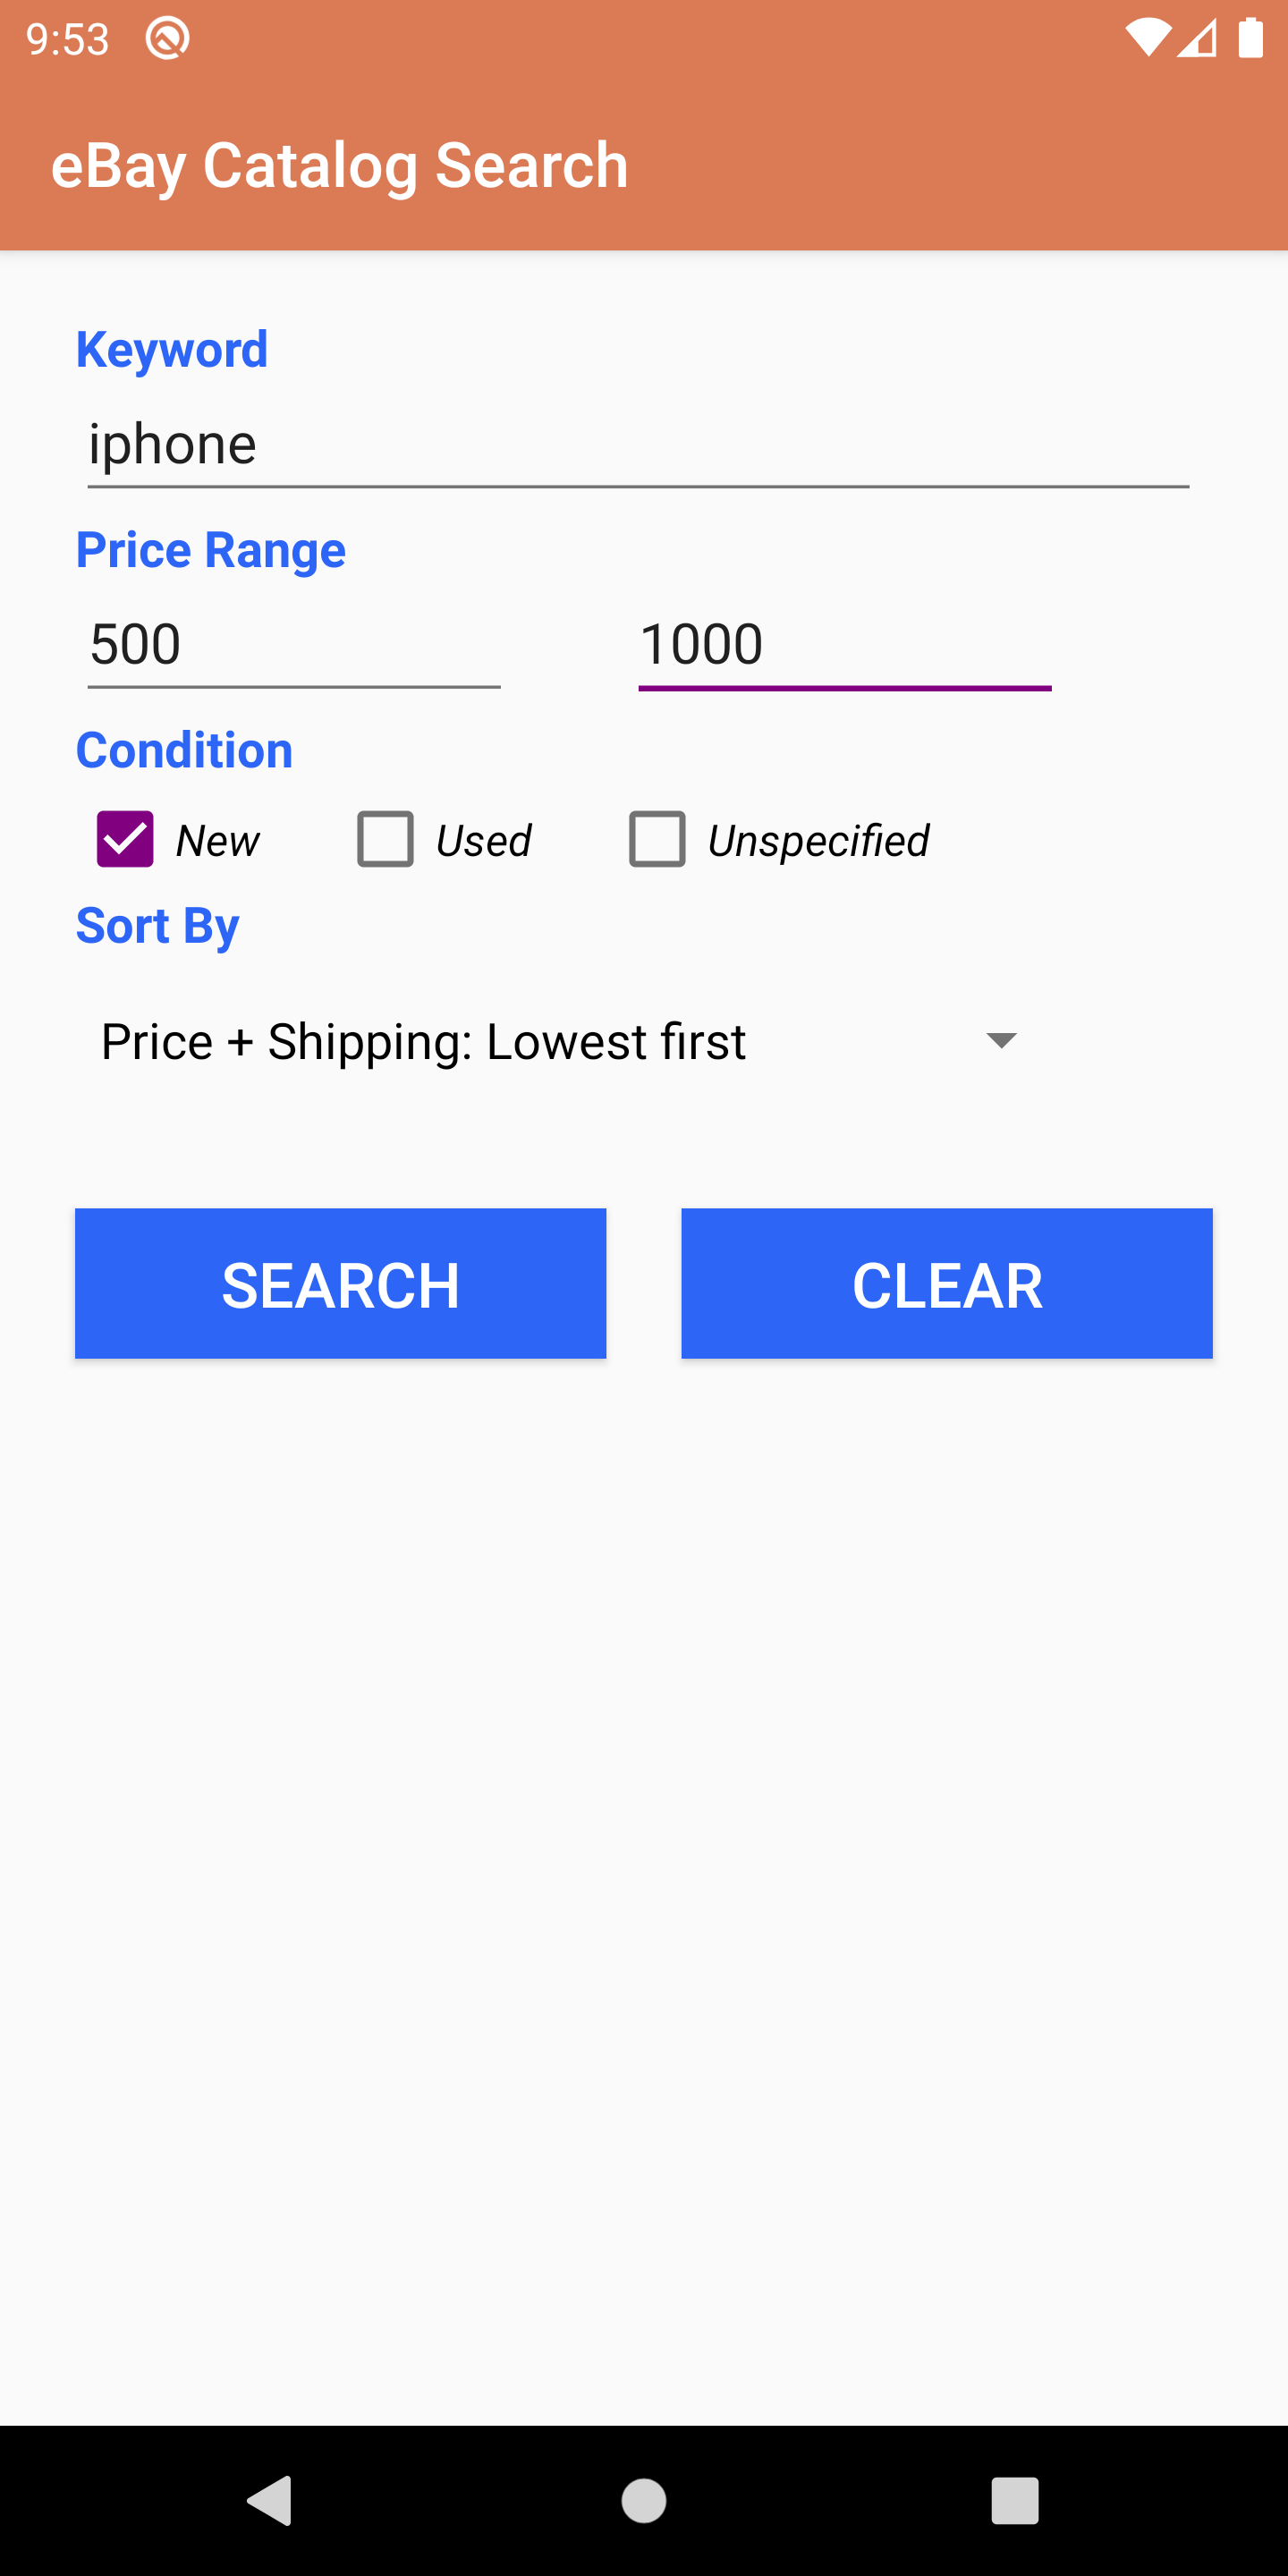 9:53
eBay Catalog Search
Keyword
iphone
Price Range
500 1000
Condition
New Used Unspecified
Sort By
Price + Shipping: Lowest first
SEARCH CLEAR